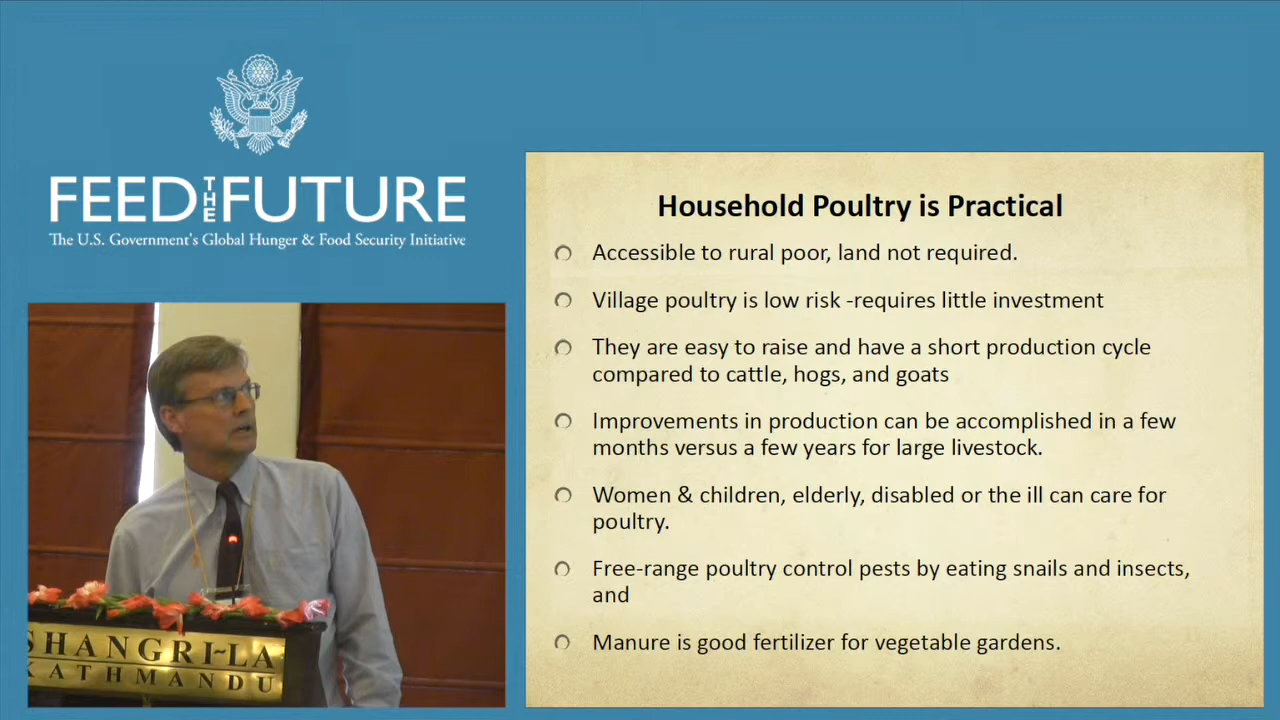 FEED THE FUTURE
The U.S. Government's Global Hunger & Food Security Initiative
Household Poultry is Practical
Accessible to rural poor, land not required.
Village poultry is low risk -requires little investment
They are easy to raise and have a short production cycle
compared to cattle, hogs, and goats
Improvements in production can be accomplished in a few
months versus a few years for large livestock.
Women & children, elderly, disabled or the ill can care for
poultry.
Free-range poultry control pests by eating snails and insects,
and
Manure is good fertilizer for vegetable gardens.
SHANGRI~LA
KATHMANDU